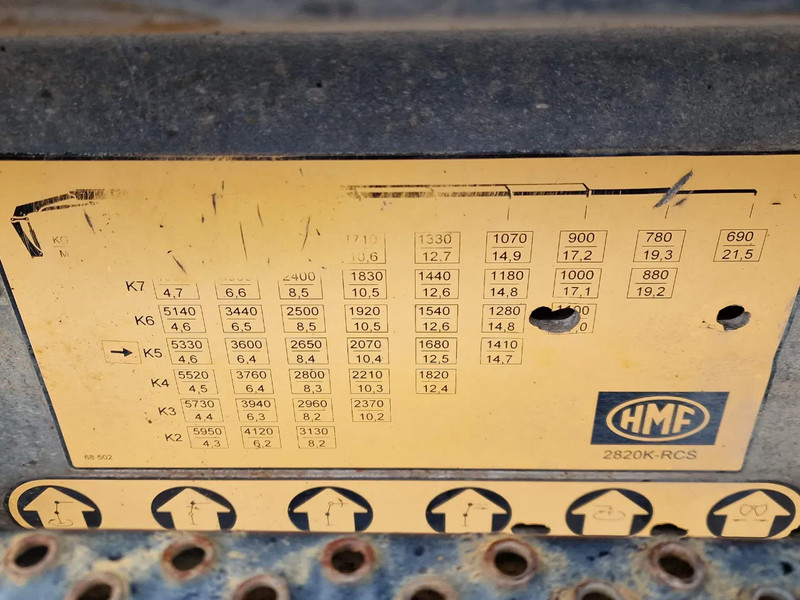 KG 1330 1070 900 780 690
M 10,6 12,7 14,9 17,2 19,3 21,5
K7 2400 1830 1440 1180 1000 880
4,7 6,6 8,5 10,5 12,6 14,8 17,1 19,2
K6 5140 3440 2500 1920 1540 1280
4,6 6,5 8,5 10,5 12,6 14,8
K5 5330 3600 2650 2070 1680 1410
4,6 6,4 8,4 10,4 12,5 14,7
K4 5520 3760 2800 2210 1820
4,5 6,4 8,3 10,3 12,4
K3 5730 3940 2960 2370
4,4 6,3 8,2 10,2
K2 5950 4120 3130
4,3 6,2 8,2
HMF
2820K-RCS
68 502